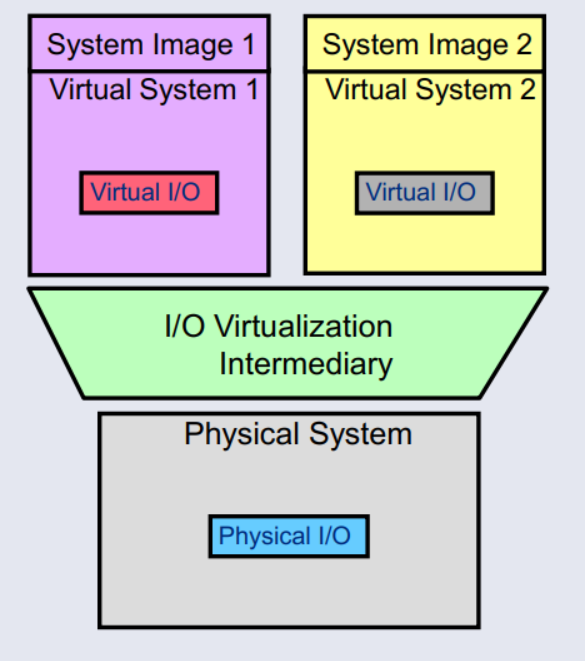 System Image 1
System Image 2
Virtual System 1
Virtual System 2
Virtual I/O
Virtual I/O
I/O Virtualization
Intermediary
Physical System
Physical I/O